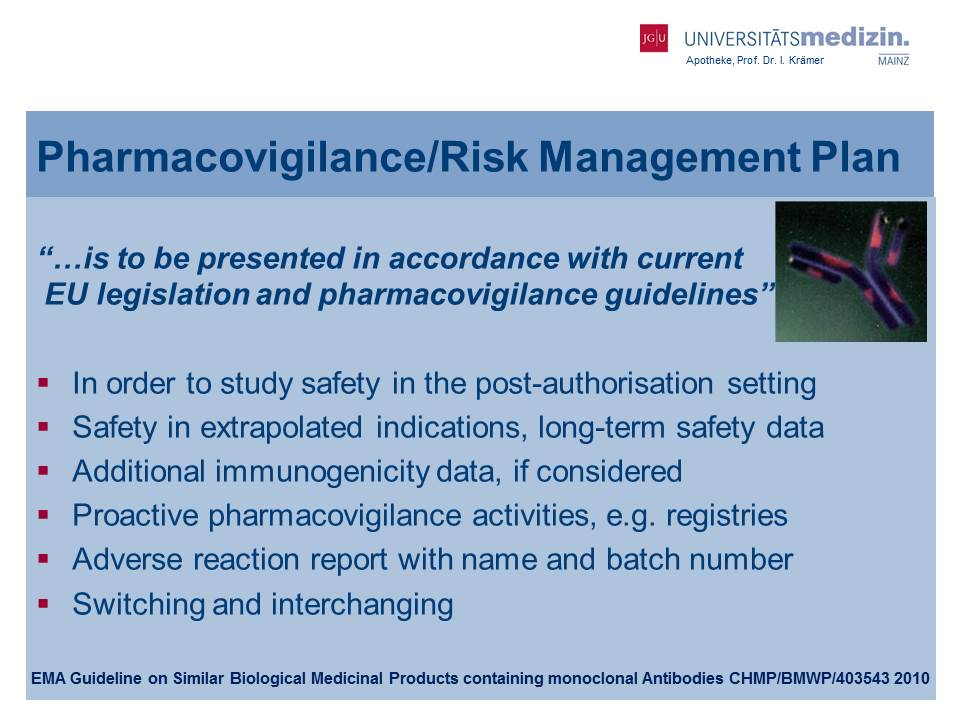 JG|U UNIVERSITÄTSmedizin.
Apotheke, Prof. Dr. I. Krämer MAINZ
Pharmacovigilance/Risk Management Plan
“…is to be presented in accordance with current
EU legislation and pharmacovigilance guidelines”
▪ In order to study safety in the post-authorisation setting
▪ Safety in extrapolated indications, long-term safety data
▪ Additional immunogenicity data, if considered
▪ Proactive pharmacovigilance activities, e.g. registries
▪ Adverse reaction report with name and batch number
▪ Switching and interchanging
EMA Guideline on Similar Biological Medicinal Products containing monoclonal Antibodies CHMP/BMWP/403543 2010